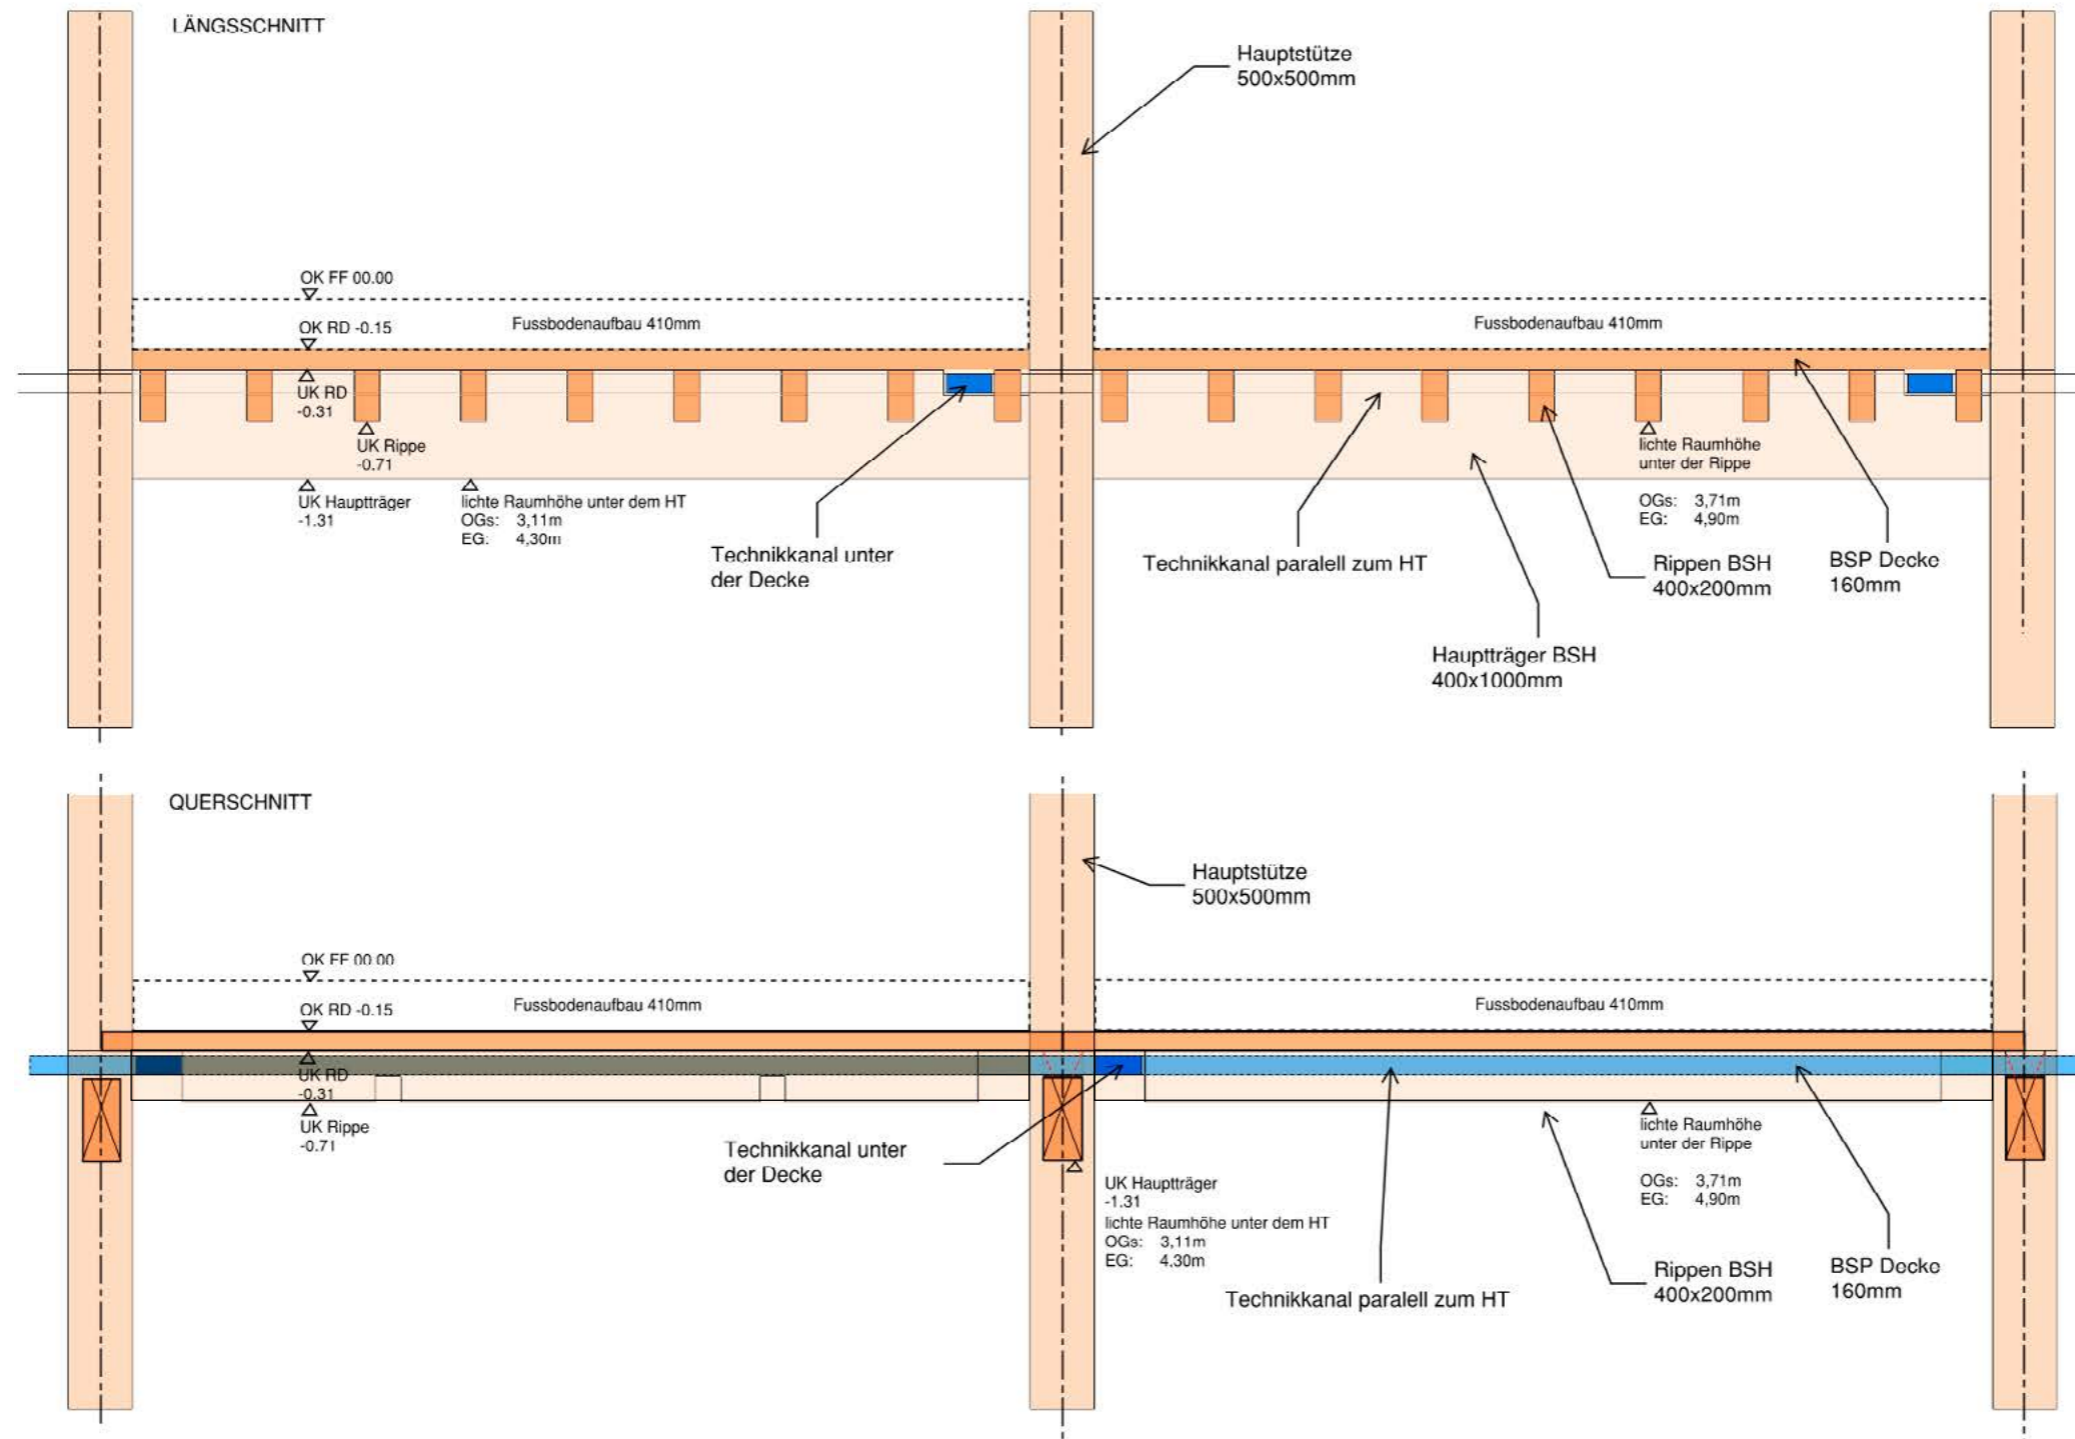 LÄNGSSCHNITT
Hauptstütze
500x500mm
OK FF 00.00
OK RD -0.15
Fussbodenaufbau 410mm
Fussbodenaufbau 410mm
UK RD
-0.31
UK Rippe
-0.71
UK Hauptträger
-1.31
lichte Raumhöhe unter dem HT
OGs: 3,11m
EG: 4,30m
Technikkanal unter
der Decke
Technikkanal paralell zum HT
Hauptträger BSH
400x1000mm
lichte Raumhöhe
unter der Rippe
OGs: 3,71m
EG: 4,90m
Rippen BSH
400x200mm
BSP Decke
160mm
QUERSCHNITT
Hauptstütze
500x500mm
OK FF 00.00
OK RD -0.15
Fussbodenaufbau 410mm
Fussbodenaufbau 410mm
UK RD
-0.31
UK Rippe
-0.71
Technikkanal unter
der Decke
UK Hauptträger
-1.31
lichte Raumhöhe unter dem HT
OGs: 3,11m
EG: 4,30m
Technikkanal paralell zum HT
lichte Raumhöhe
unter der Rippe
OGs: 3,71m
EG: 4,90m
Rippen BSH
400x200mm
BSP Decke
160mm